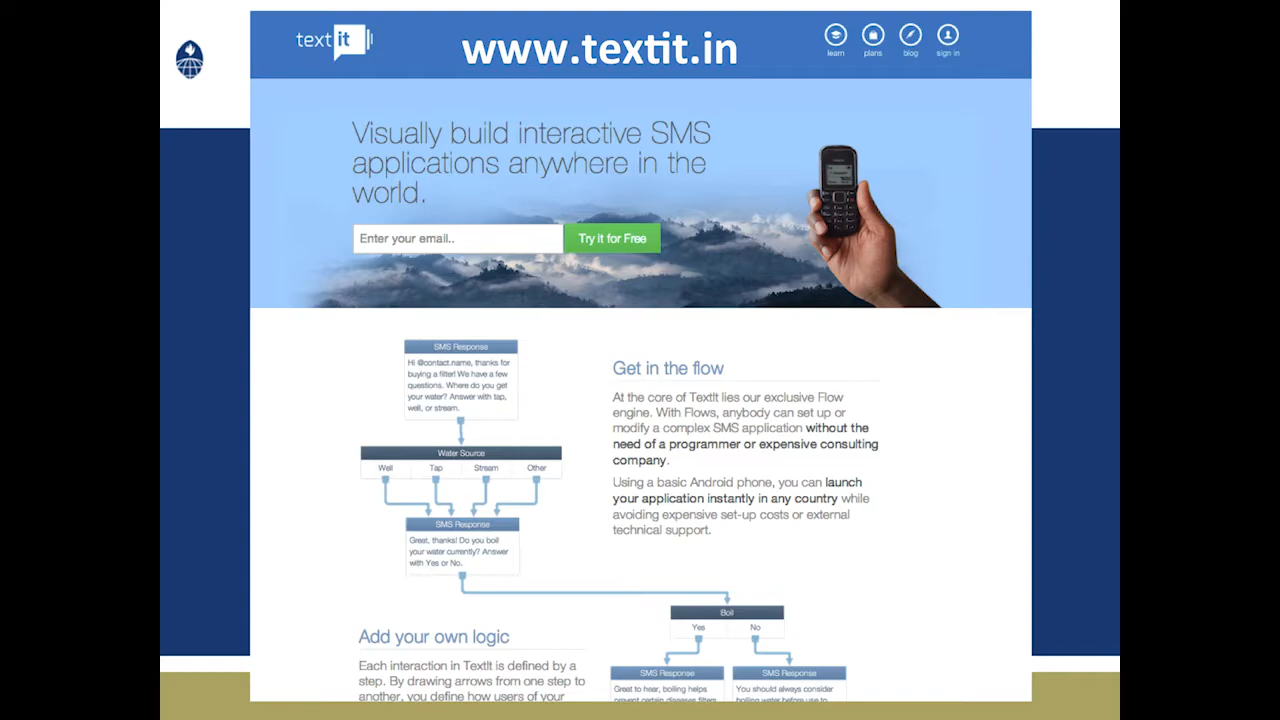 text it
www.textit.in
learn
plans
blog
sign in
Visually build interactive SMS
applications anywhere in the
world.
Enter your email..
Try it for Free
SMS Response
Hi @contact.name, thanks for
buying a filter! We have a few
questions. Where do you get
your water? Answer with tap,
well, or stream.
Water Source
Well
Tap
Stream
Other
SMS Response
Great, thanks! Do you boil
your water currently? Answer
with Yes or No.
Get in the flow
At the core of TextIt lies our exclusive Flow
engine. With Flows, anybody can set up or
modify a complex SMS application without the
need of a programmer or expensive consulting
company.
Using a basic Android phone, you can launch
your application instantly in any country while
avoiding expensive set-up costs or external
technical support.
Boil
Yes
No
Add your own logic
Each interaction in TextIt is defined by a
step. By drawing arrows from one step to
another, you define how users of your
SMS Response
Great to hear, boiling helps
prevent certain diseases filters
SMS Response
You should always consider
boiling water before use to